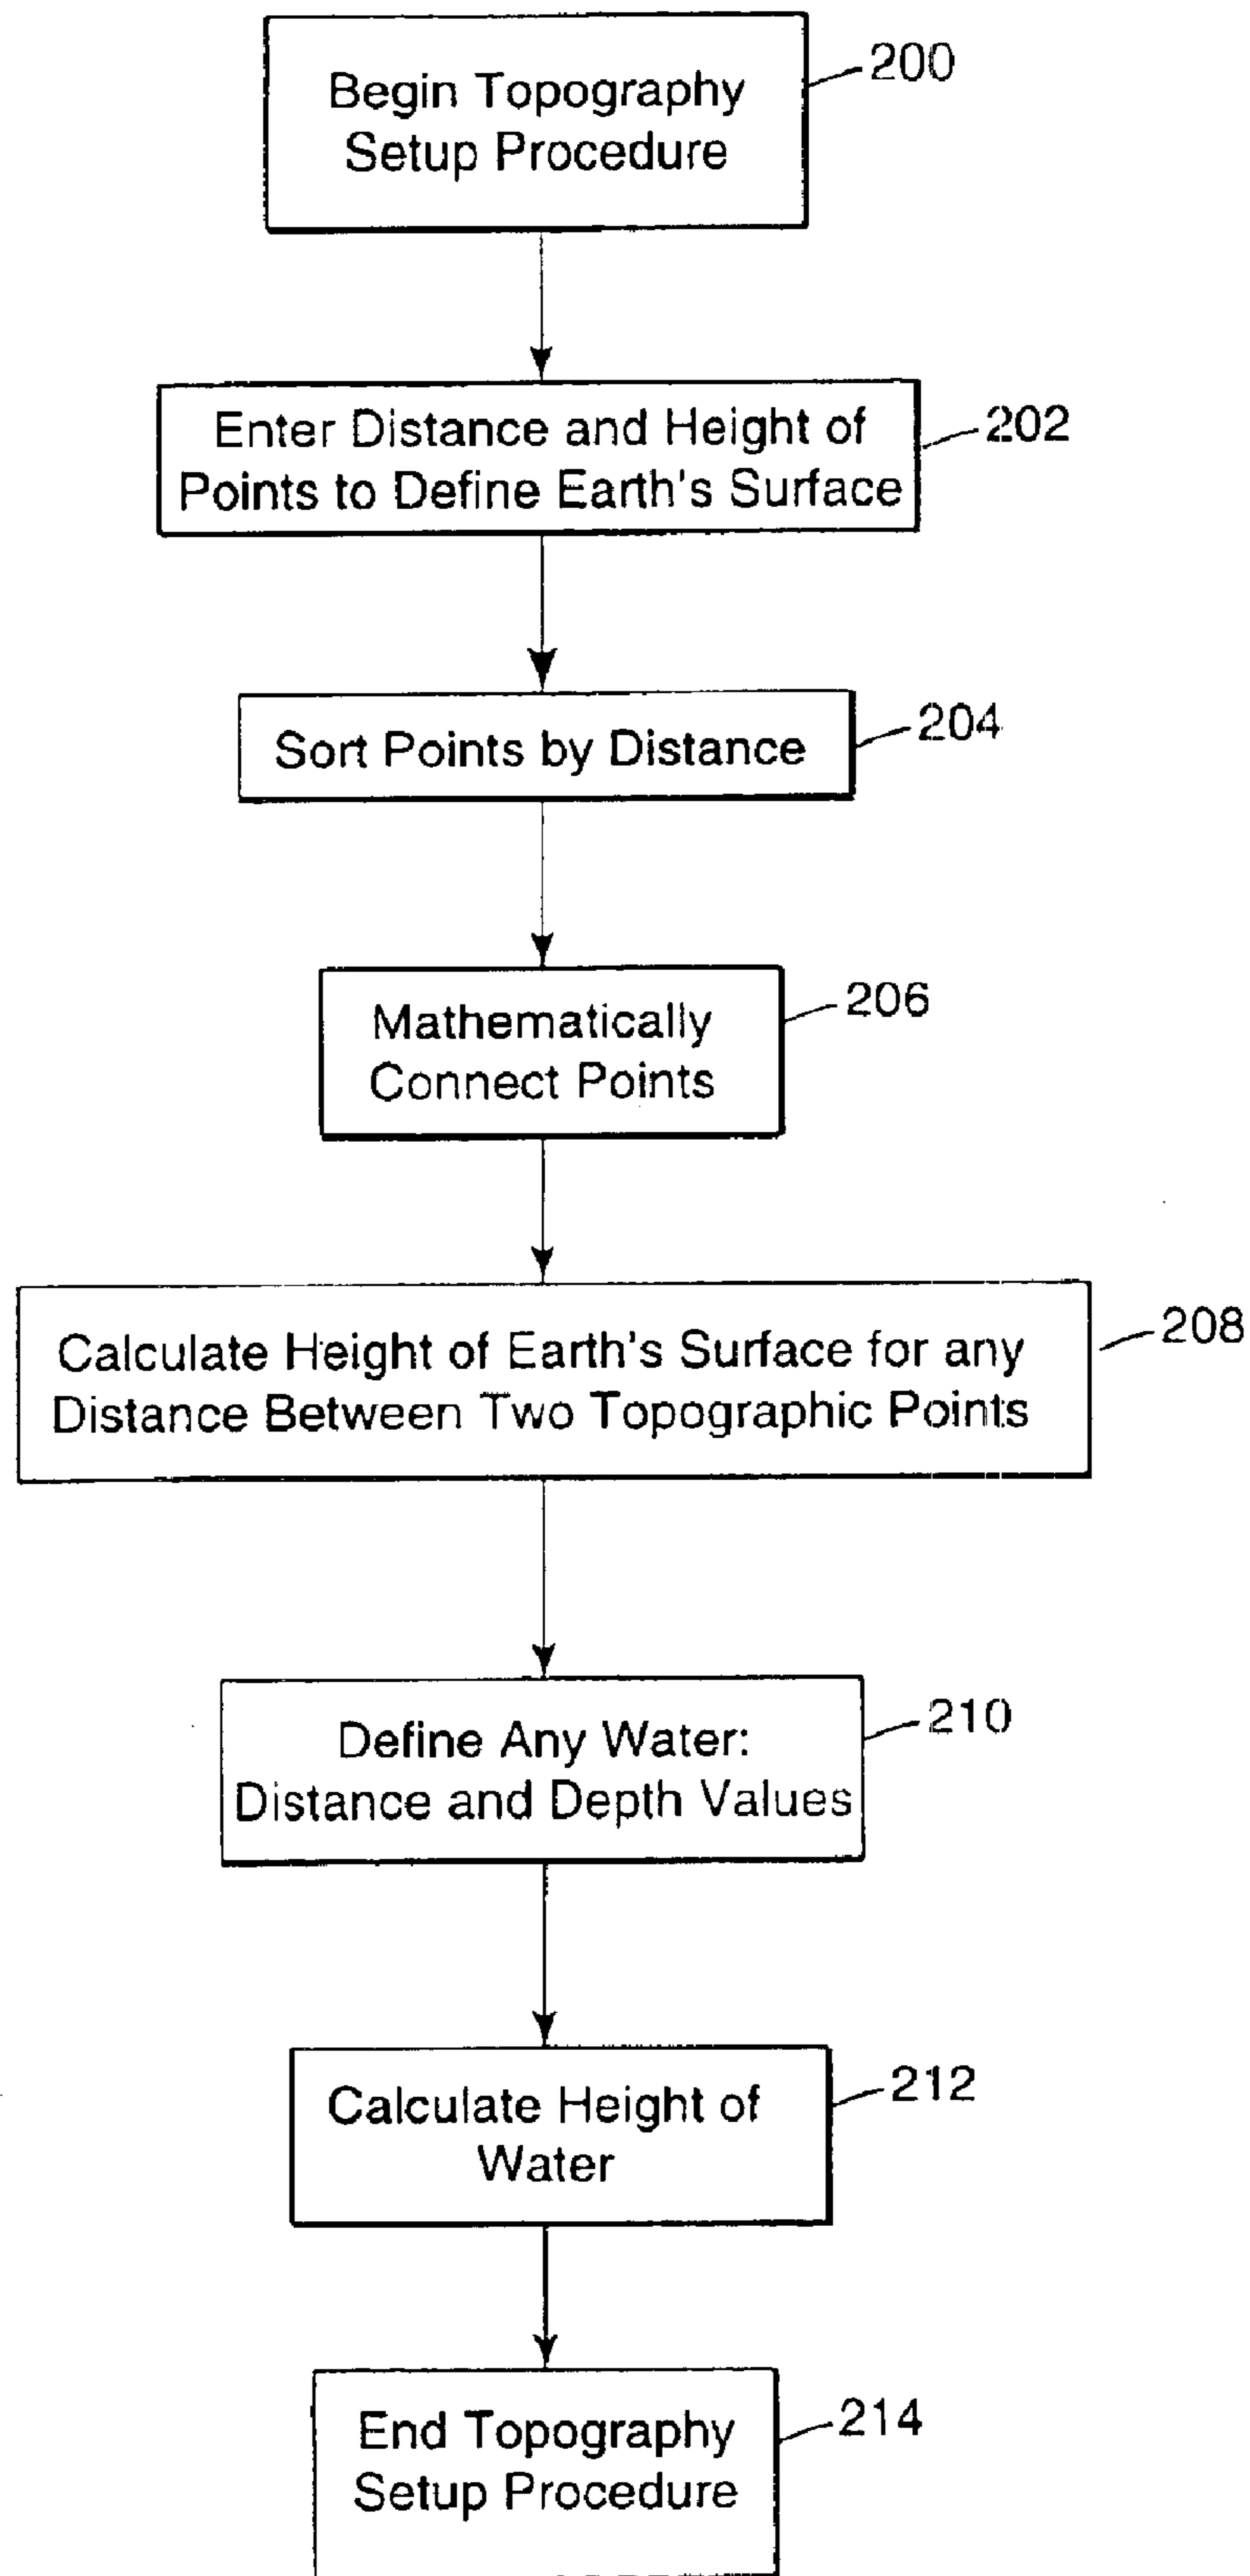 Begin Topography
Setup Procedure
200
Enter Distance and Height of
Points to Define Earth's Surface
202
Sort Points by Distance
204
Mathematically
Connect Points
206
Calculate Height of Earth's Surface for any
Distance Between Two Topographic Points
208
Define Any Water:
Distance and Depth Values
210
Calculate Height of
Water
212
End Topography
Setup Procedure
214